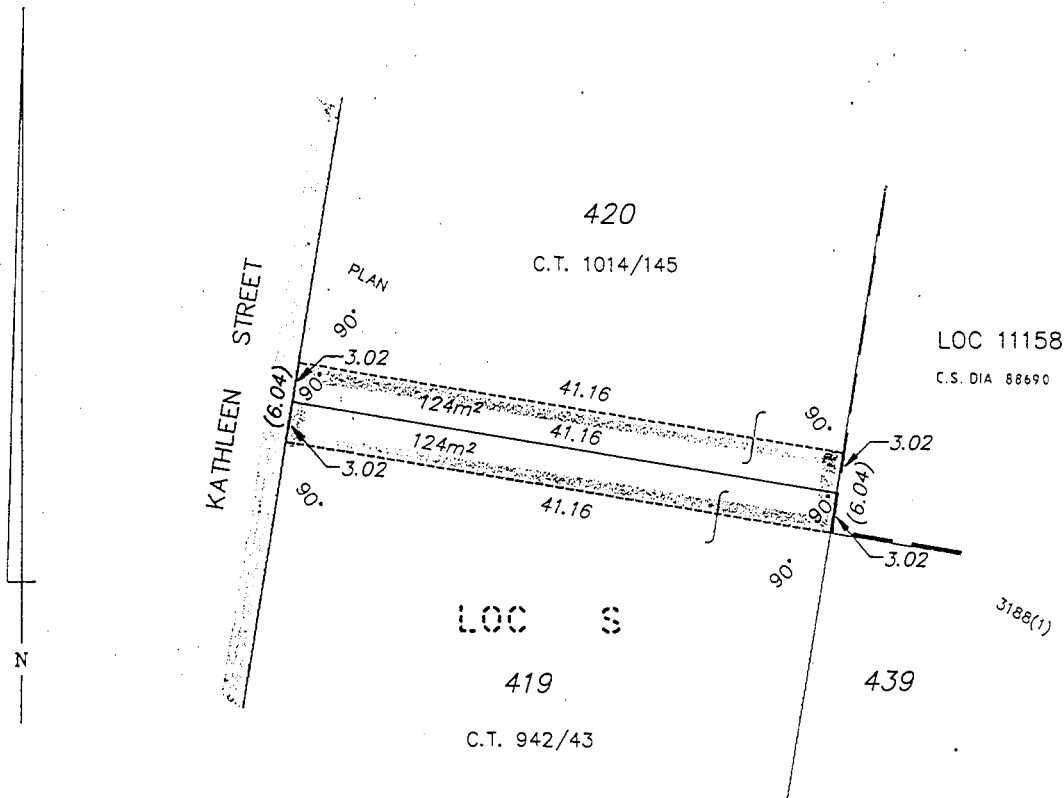 420
C.T. 1014/145
KATHLEEN STREET
PLAN
90°
3.02
(6.04)
90°
41.16
124m²
41.16
124m²
3.02
90°
41.16
90°
3.02
(6.04)
90°
3.02
90°
LOC 11158
C.S. DIA 88690
3188(1)
LOC S
419
C.T. 942/43
439
N